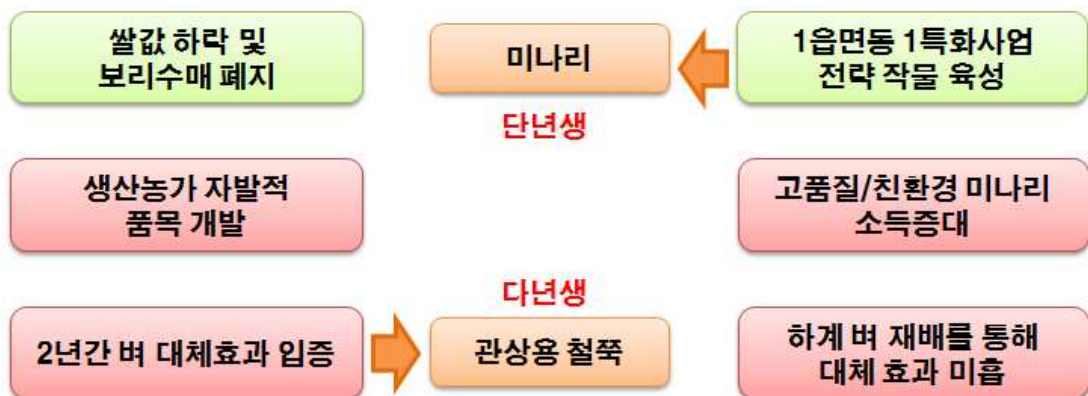 쌀값 하락 및
보리수매 폐지
미나리
1읍면동 1특화사업
전략 작물 육성
단년생
생산농가 자발적
품목 개발
고품질/친환경 미나리
소득증대
다년생
2년간 벼 대체효과 입증
관상용 철쭉
하계 벼 재배를 통해
대체 효과 미흡